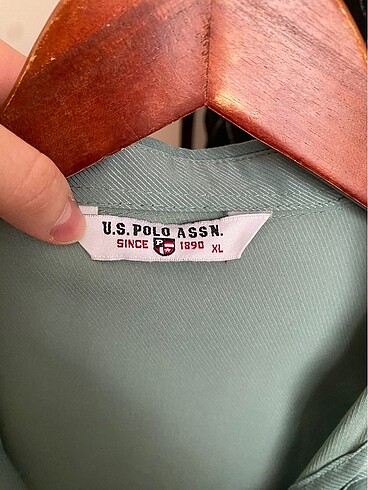 U.S. POLO ASSN.
SINCE P 1890 XL